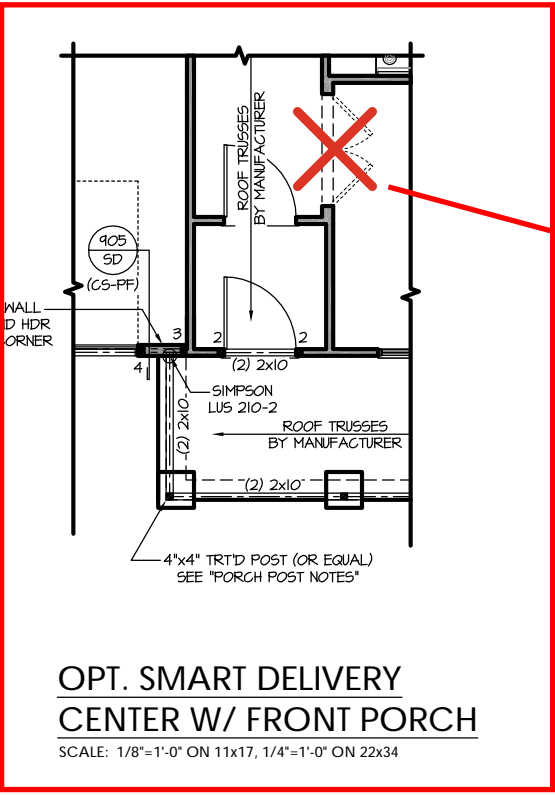 ROOF TRUSSES
BY MANUFACTURER
905
SD
(CS-PF)
WALL
D HDR
ORNER
3
2
2
4
(2) 2x10
SIMPSON
LUS 210-2
(2) 2x10
ROOF TRUSSES
BY MANUFACTURER
(2) 2x10
4"x4" TRT'D POST (OR EQUAL)
SEE "PORCH POST NOTES"
OPT. SMART DELIVERY
CENTER W/ FRONT PORCH
SCALE: 1/8"=1'-0" ON 11x17, 1/4"=1'-0" ON 22x34